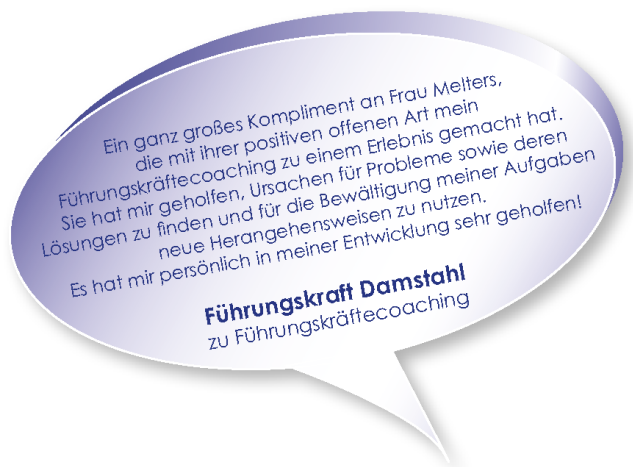 Ein ganz großes Kompliment an Frau Melters,
die mit ihrer positiven offenen Art mein
Führungskräftecoaching zu einem Erlebnis gemacht hat.
Sie hat mir geholfen, Ursachen für Probleme sowie deren
Lösungen zu finden und für die Bewältigung meiner Aufgaben
neue Herangehensweisen zu nutzen.
Es hat mir persönlich in meiner Entwicklung sehr geholfen!
Führungskraft Damstahl
zu Führungskräftecoaching